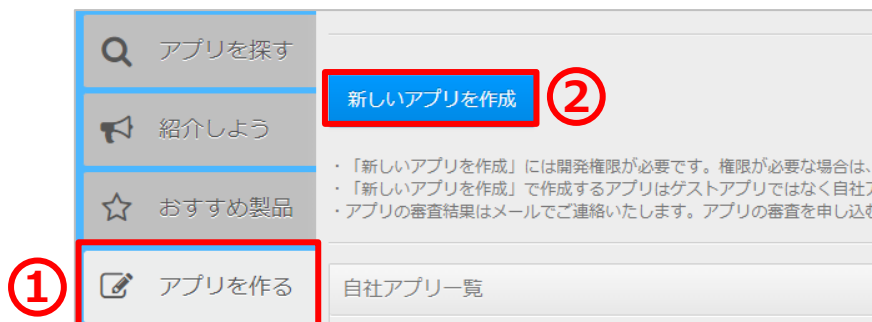 アプリを探す
新しいアプリを作成
②
紹介しよう
・「新しいアプリを作成」には開発権限が必要です。権限が必要な場合は、
・「新しいアプリを作成」で作成するアプリはゲストアプリではなく自社
・アプリの審査結果はメールでご連絡いたします。アプリの審査を申し込
おすすめ製品
①
アプリを作る
自社アプリ一覧